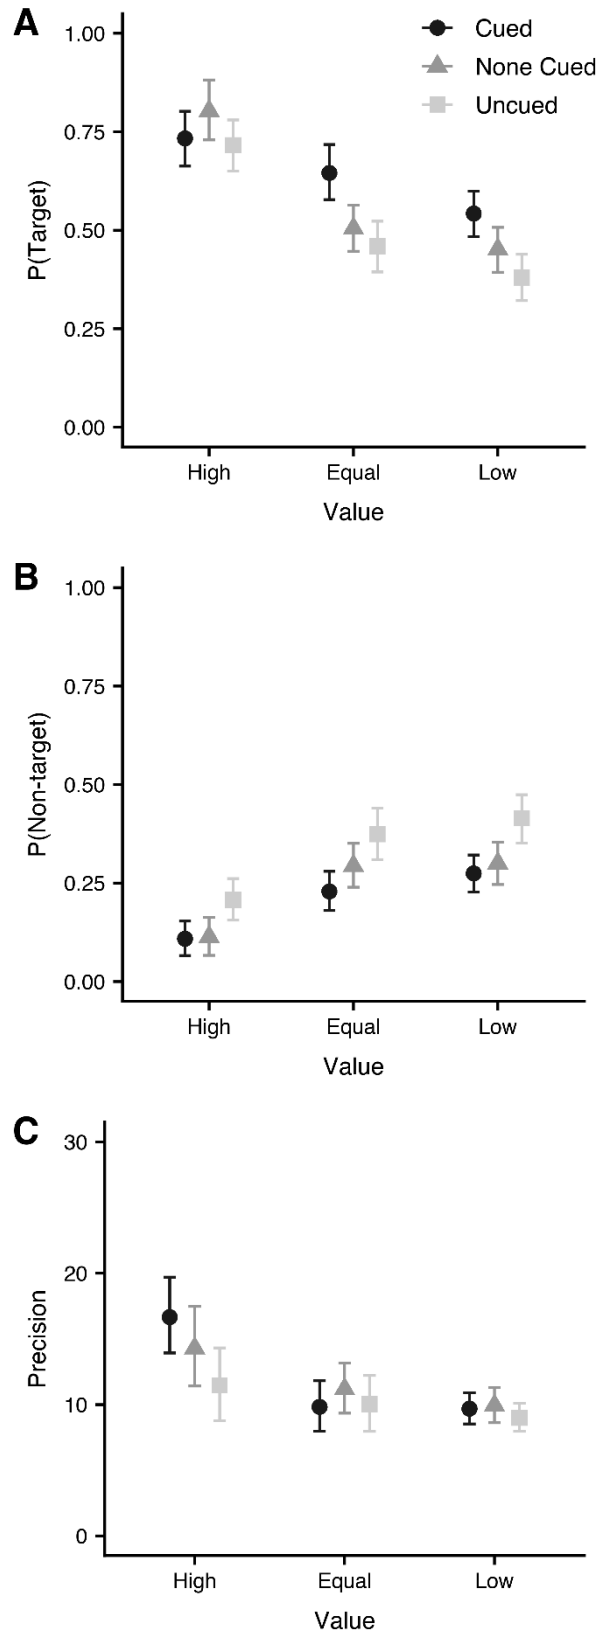 A
1.00
0.75
0.50
0.25
0.00
P(Target)
Cued
None Cued
Uncued
High Equal Low
Value
B
1.00
0.75
0.50
0.25
0.00
P(Non-target)
High Equal Low
Value
C
30
20
10
0
Precision
High Equal Low
Value